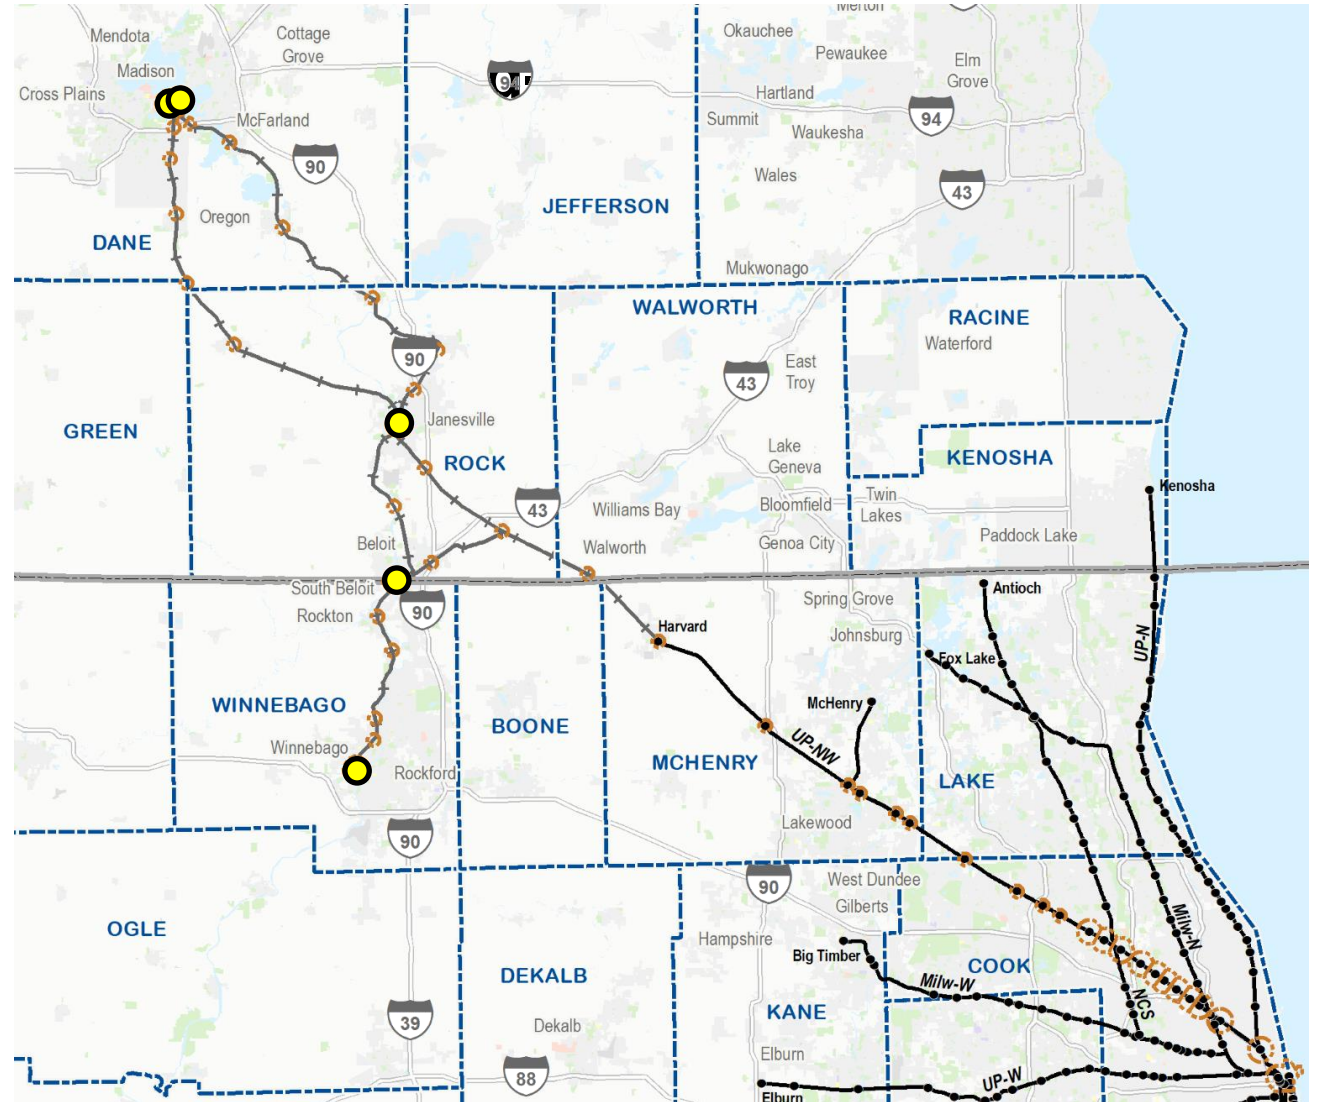 Merton
Mendota
Cottage
Grove
Okauchee
Pewaukee
Elm
Grove
Madison
94
Cross Plains
Hartland
94
McFarland
Summit
Waukesha
90
Wales
43
Oregon
JEFFERSON
DANE
Mukwonago
WALWORTH
RACINE
Waterford
90
East
Troy
43
Janesville
GREEN
ROCK
Lake
Geneva
KENOSHA
Kenosha
43
Williams Bay
Bloomfield
Twin
Lakes
Beloit
Walworth
Genoa City
Paddock Lake
South Beloit
Rockton
90
Antioch
Spring Grove
Johnsburg
Harvard
UP-N
Fox Lake
WINNEBAGO
McHenry
BOONE
Winnebago
Rockford
UP-NW
MCHENRY
LAKE
Lakewood
90
90
West Dundee
Gilberts
OGLE
Hampshire
Milw-N
Big Timber
COOK
DEKALB
Milw-W
NCS
KANE
39
Dekalb
Elburn
88
UP-W
Elburn